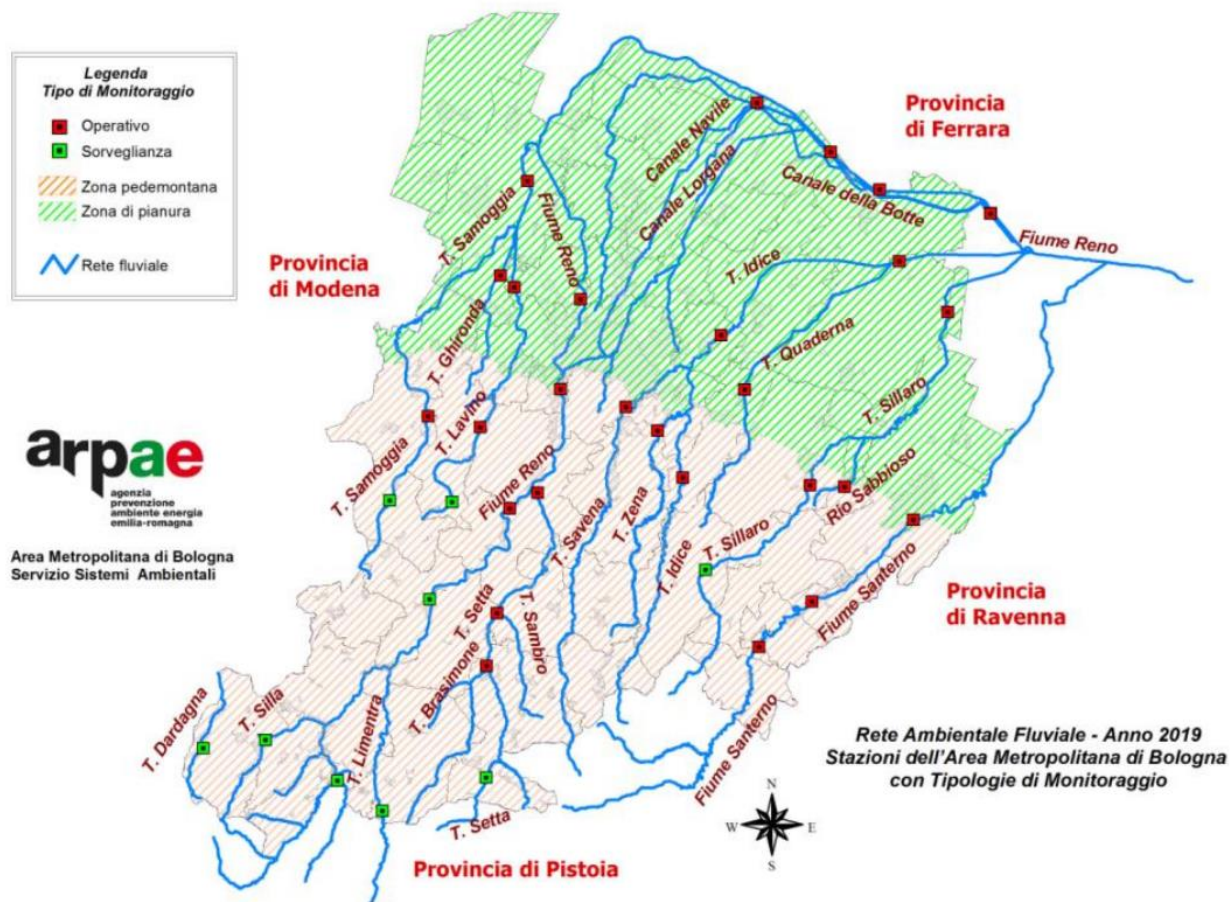 Legenda
Tipo di Monitoraggio
Operativo
Sorveglianza
Zona pedemontana
Zona di pianura
Rete fluviale
Provincia
di Ferrara
Provincia
di Modena
Provincia
di Ravenna
Provincia di Pistoia
Canale Navile
Canale Lorgana
Canale della Botte
Fiume Reno
T. Samoggia
Fiume Reno
T. Idice
T. Ghironda
T. Quaderna
T. Lavino
T. Sillaro
T. Samoggia
Fiume Reno
Rio Sabbioso
T. Savena
T. Zena
T. Idice
T. Sillaro
Fiume Santerno
T. Setta
T. Sambro
T. Brasimone
T. Dardagna
T. Silla
T. Limentra
T. Setta
Fiume Santerno
arpae
agenzia
prevenzione
ambiente energia
emilia-romagna
Area Metropolitana di Bologna
Servizio Sistemi Ambientali
Rete Ambientale Fluviale - Anno 2019
Stazioni dell'Area Metropolitana di Bologna
con Tipologie di Monitoraggio
N
W
E
S